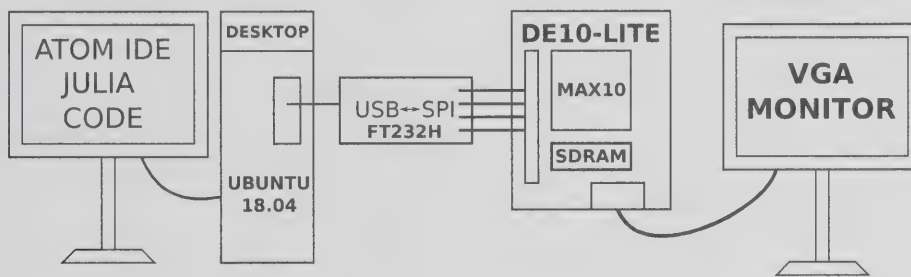 ATOM IDE
JULIA
CODE
DESKTOP
UBUNTU
18.04
USB↔SPI
FT232H
DE10-LITE
MAX10
SDRAM
VGA
MONITOR